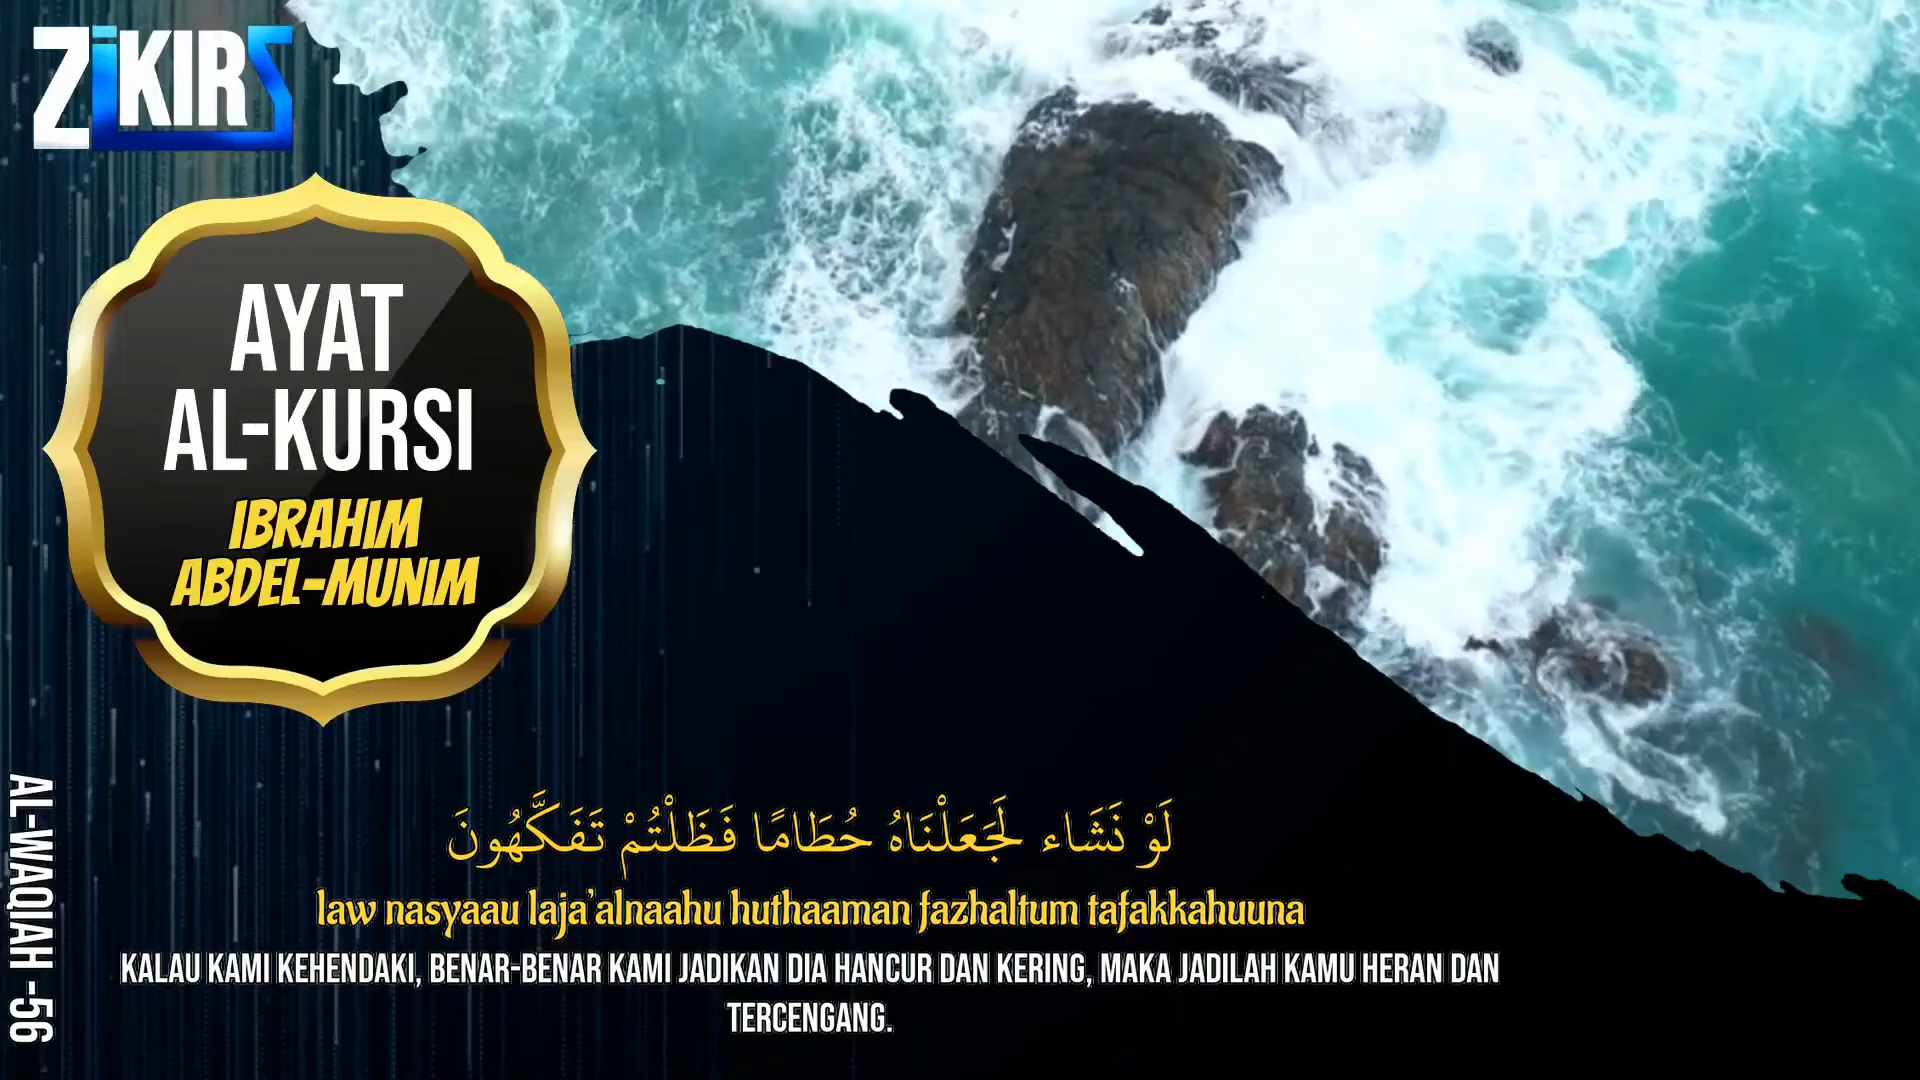 ZiKIRS
AYAT
AL-KURSI
IBRAHIM
ABDEL-MUNIM
AL-WAQIAH -56
لَوْ نَشَاء لَجَعَلْنَاهُ حُطَامًا فَظَلْتُمْ تَفَكَّهُونَ
law nasyaau laja'alnaahu huthaaman fazhaltum tafakkahuuna
KALAU KAMI KEHENDAKI, BENAR-BENAR KAMI JADIKAN DIA HANCUR DAN KERING, MAKA JADILAH KAMU HERAN DAN
TERCENGANG.